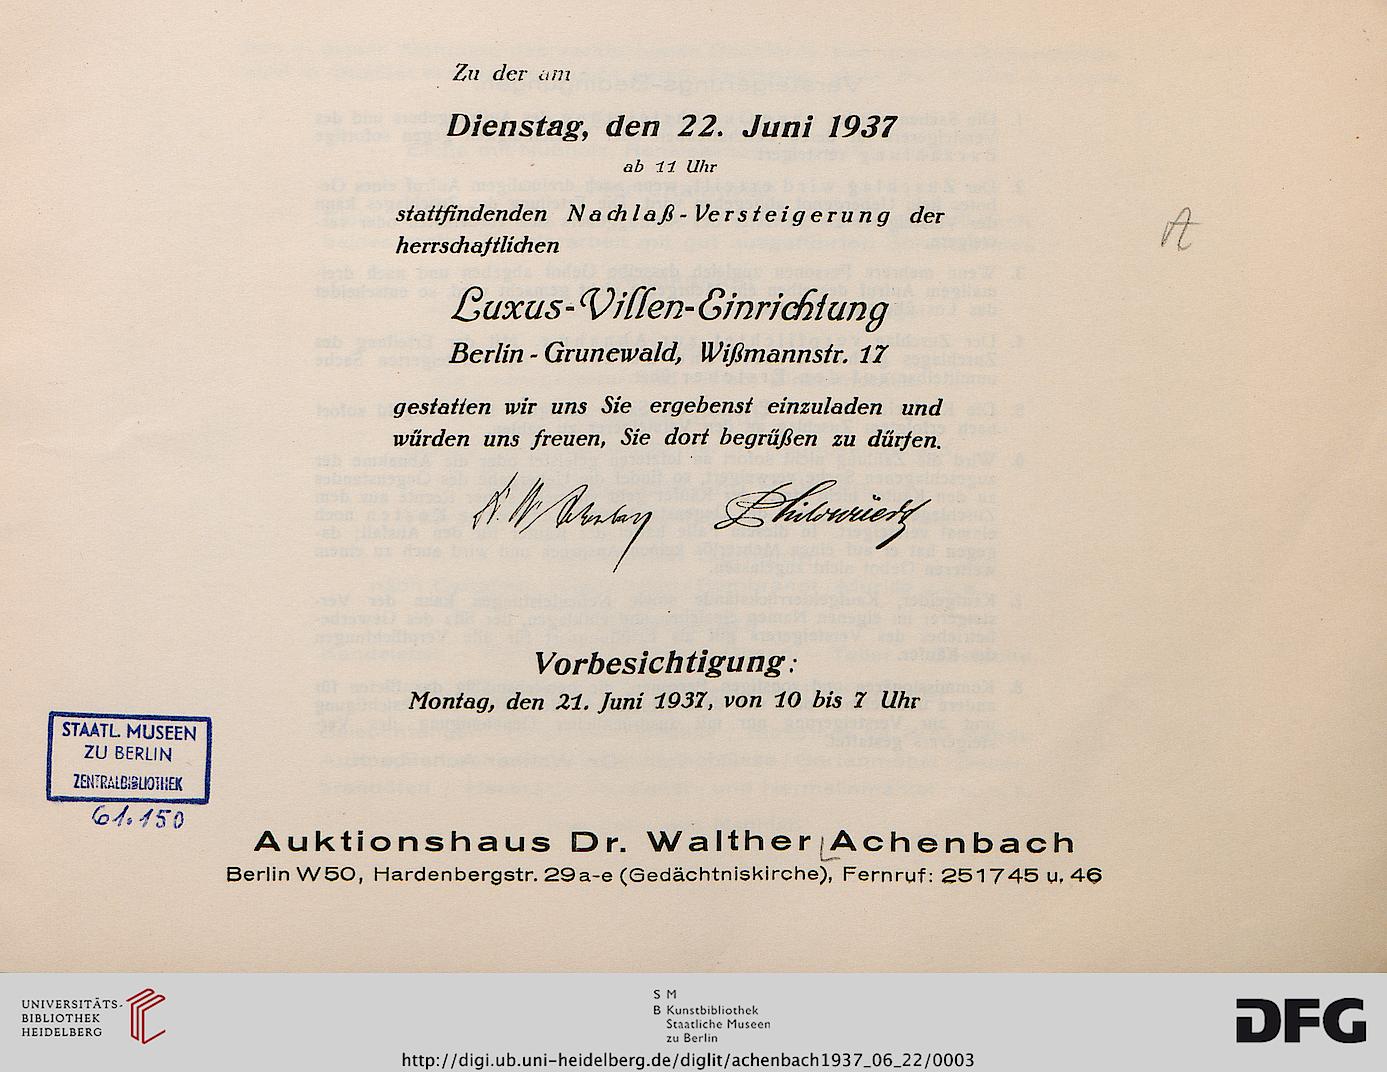 Zu der am
Dienstag, den 22. Juni 1937
ab 11 Uhr
stattfindenden Nachlaß-Versteigerung der
herrschaftlichen
Luxus-Villen-Einrichtung
Berlin-Grunewald, Wißmannstr. 17
gestatten wir uns Sie ergebenst einzuladen und
würden uns freuen, Sie dort begrüßen zu dürfen.
Vorbesichtigung:
Montag, den 21. Juni 1937, von 10 bis 7 Uhr
STAATL. MUSEEN
ZU BERLIN
ZENTRALBIBLIOTHEK
61.150
Auktionshaus Dr. Walther Achenbach
Berlin W50, Hardenbergstr. 29a-e (Gedächtniskirche), Fernruf: 251745 u. 46
UNIVERSITÄTS-
BIBLIOTHEK
HEIDELBERG
S M
B Kunstbibliothek
Staatliche Museen
zu Berlin
DFG
http://digi.ub.uni-heidelberg.de/diglit/achenbach1937_06_22/0003